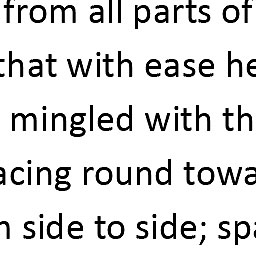 from all parts of
that with ease he
mingled with th
acing round towa
n side to side; spa